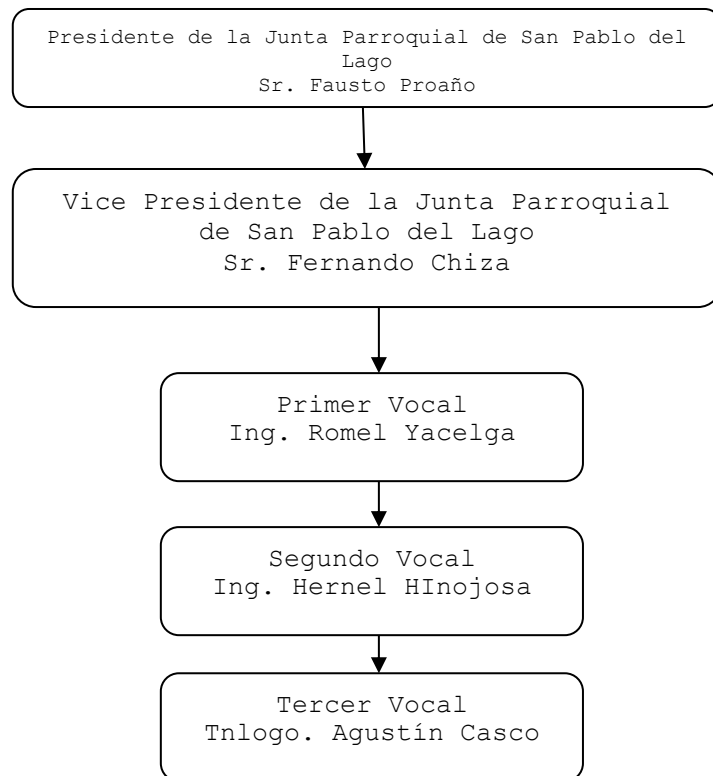 Presidente de la Junta Parroquial de San Pablo del
Lago
Sr. Fausto Proaño
Vice Presidente de la Junta Parroquial
de San Pablo del Lago
Sr. Fernando Chiza
Primer Vocal
Ing. Romel Yacelga
Segundo Vocal
Ing. Hernel HInojosa
Tercer Vocal
Tnlogo. Agustín Casco